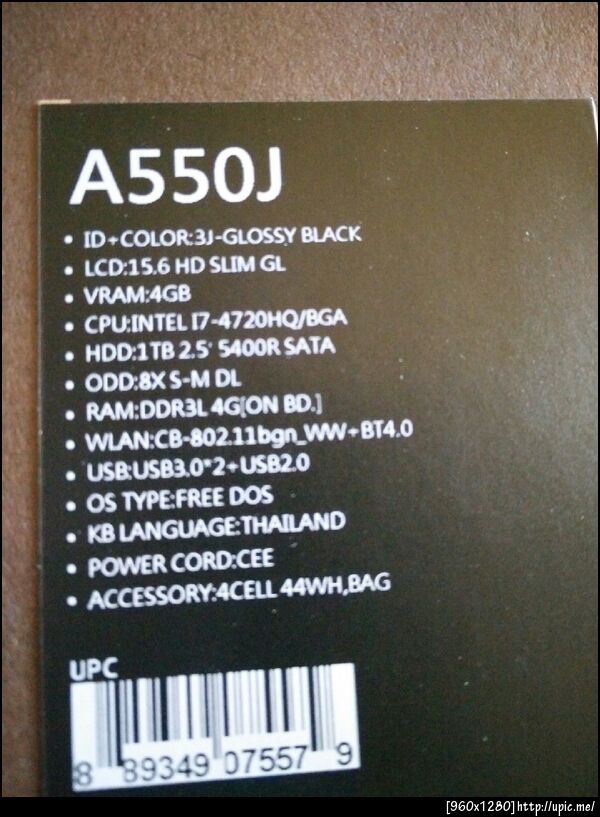 A550J
• ID+COLOR:3J-GLOSSY BLACK
• LCD:15.6 HD SLIM GL
• VRAM:4GB
• CPU:INTEL I7-4720HQ/BGA
• HDD:1TB 2.5' 5400R SATA
• ODD:8X S-M DL
• RAM:DDR3L 4G[ON BD.]
• WLAN:CB-802.11bgn_WW+BT4.0
• USB:USB3.0*2+USB2.0
• OS TYPE:FREE DOS
• KB LANGUAGE:THAILAND
• POWER CORD:CEE
• ACCESSORY:4CELL 44WH,BAG
UPC
8 89349 07557 9
[960x1280]http://upic.me/